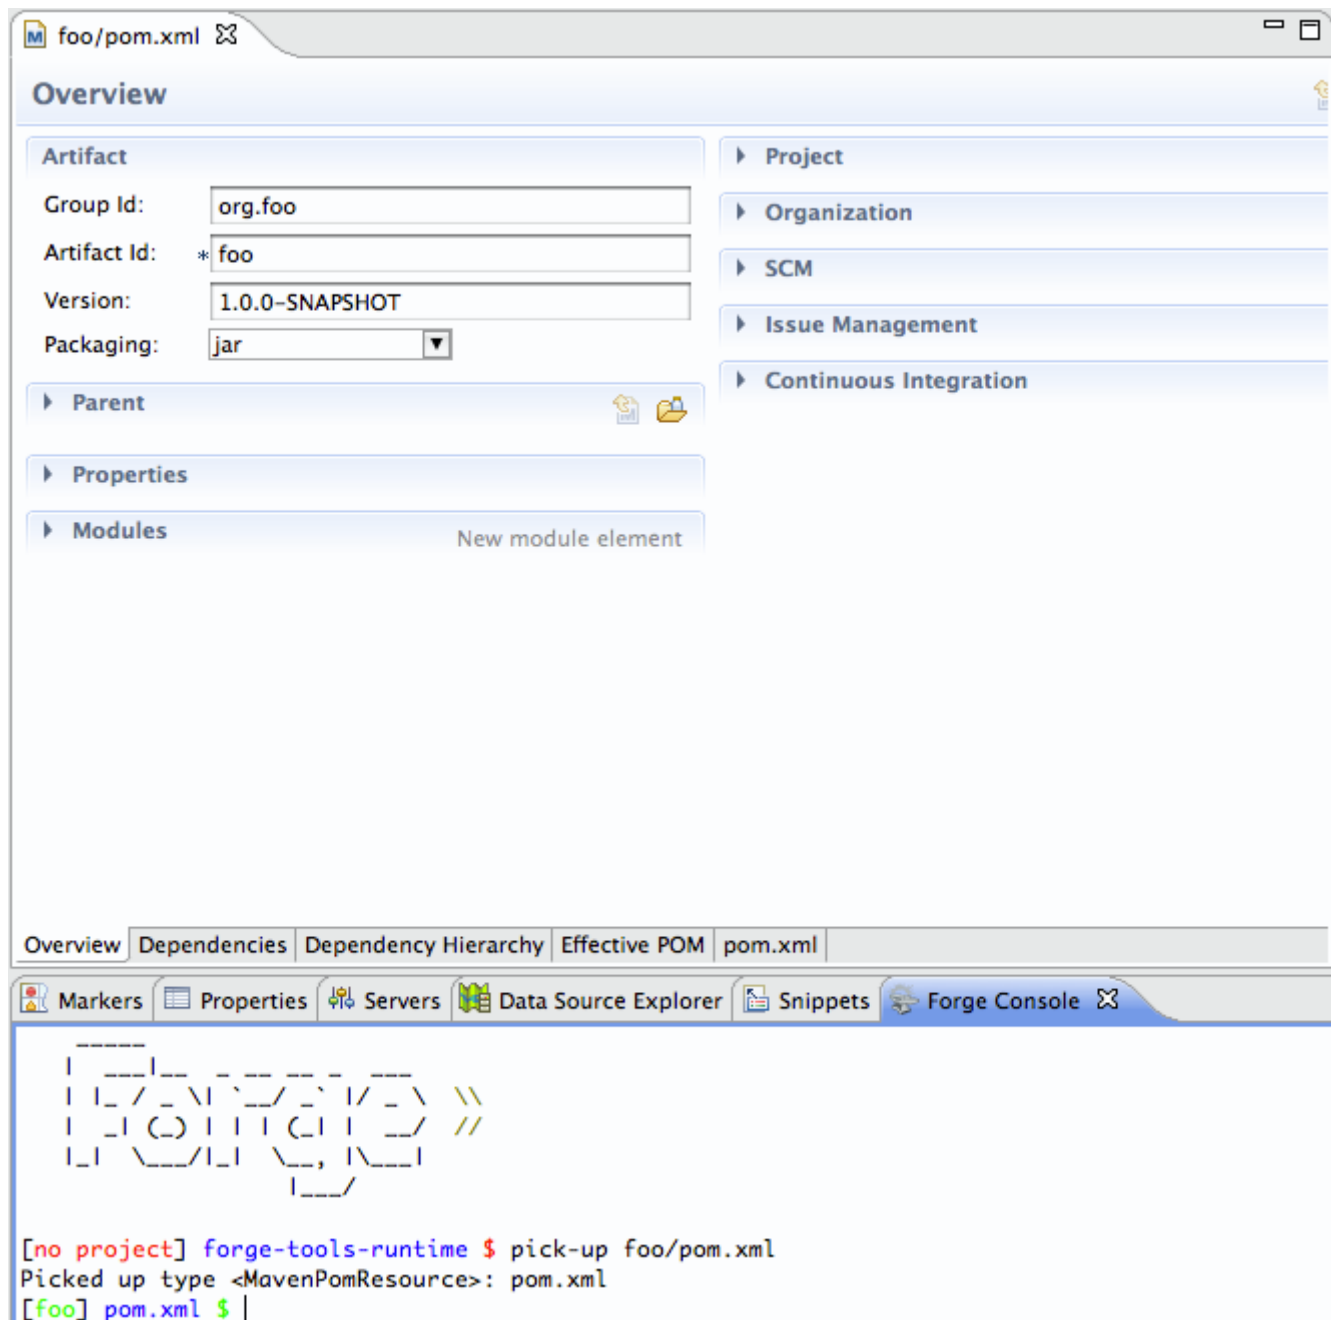 foo/pom.xml
Overview
Artifact
Group Id: org.foo
Artifact Id: * foo
Version: 1.0.0-SNAPSHOT
Packaging: jar
Parent
Properties
Modules New module element
Project
Organization
SCM
Issue Management
Continuous Integration
Overview Dependencies Dependency Hierarchy Effective POM pom.xml
Markers Properties Servers Data Source Explorer Snippets Forge Console
Forge
[no project] forge-tools-runtime $ pick-up foo/pom.xml
Picked up type <MavenPomResource>: pom.xml
[foo] pom.xml $